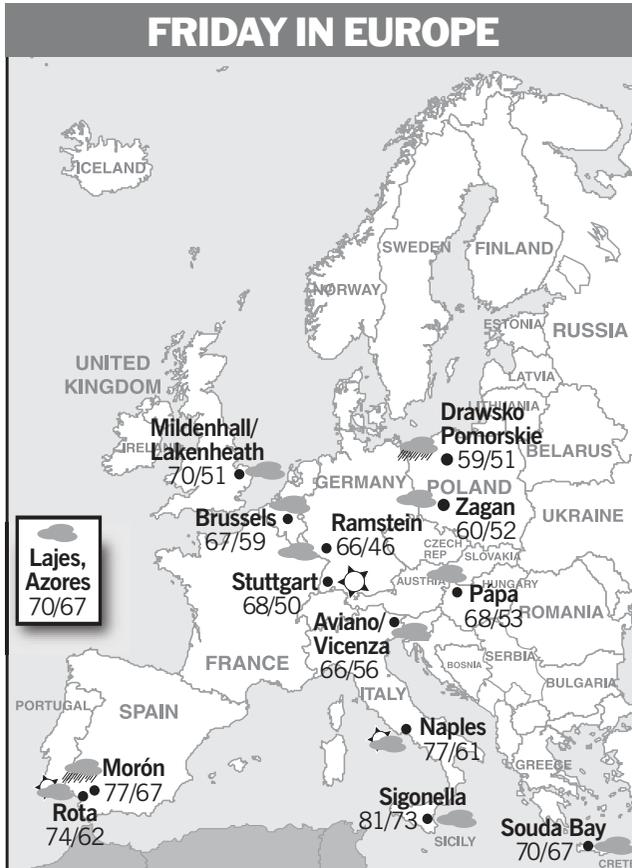 FRIDAY IN EUROPE
ICELAND
SWEDEN
FINLAND
NORWAY
ESTONIA
RUSSIA
UNITED
KINGDOM
LATVIA
LITHUANIA
Drawsko
Pomorskie
59/51
Mildenhall/
Lakenheath
70/51
IRELAND
BELARUS
GERMANY
POLAND
Zagan
60/52
Brussels
67/59
Ramstein
66/46
UKRAINE
CZECH
REP
SLOVAKIA
Lajes,
Azores
70/67
Stuttgart
68/50
AUSTRIA
HUNGARY
Pápa
68/53
ROMANIA
Aviano/
Vicenza
66/56
FRANCE
BOSNIA
SERBIA
BULGARIA
ITALY
PORTUGAL
SPAIN
Naples
77/61
GREECE
Morón
77/67
Rota
74/62
Sigonella
81/73
SICILY
Souda Bay
70/67
CRETE